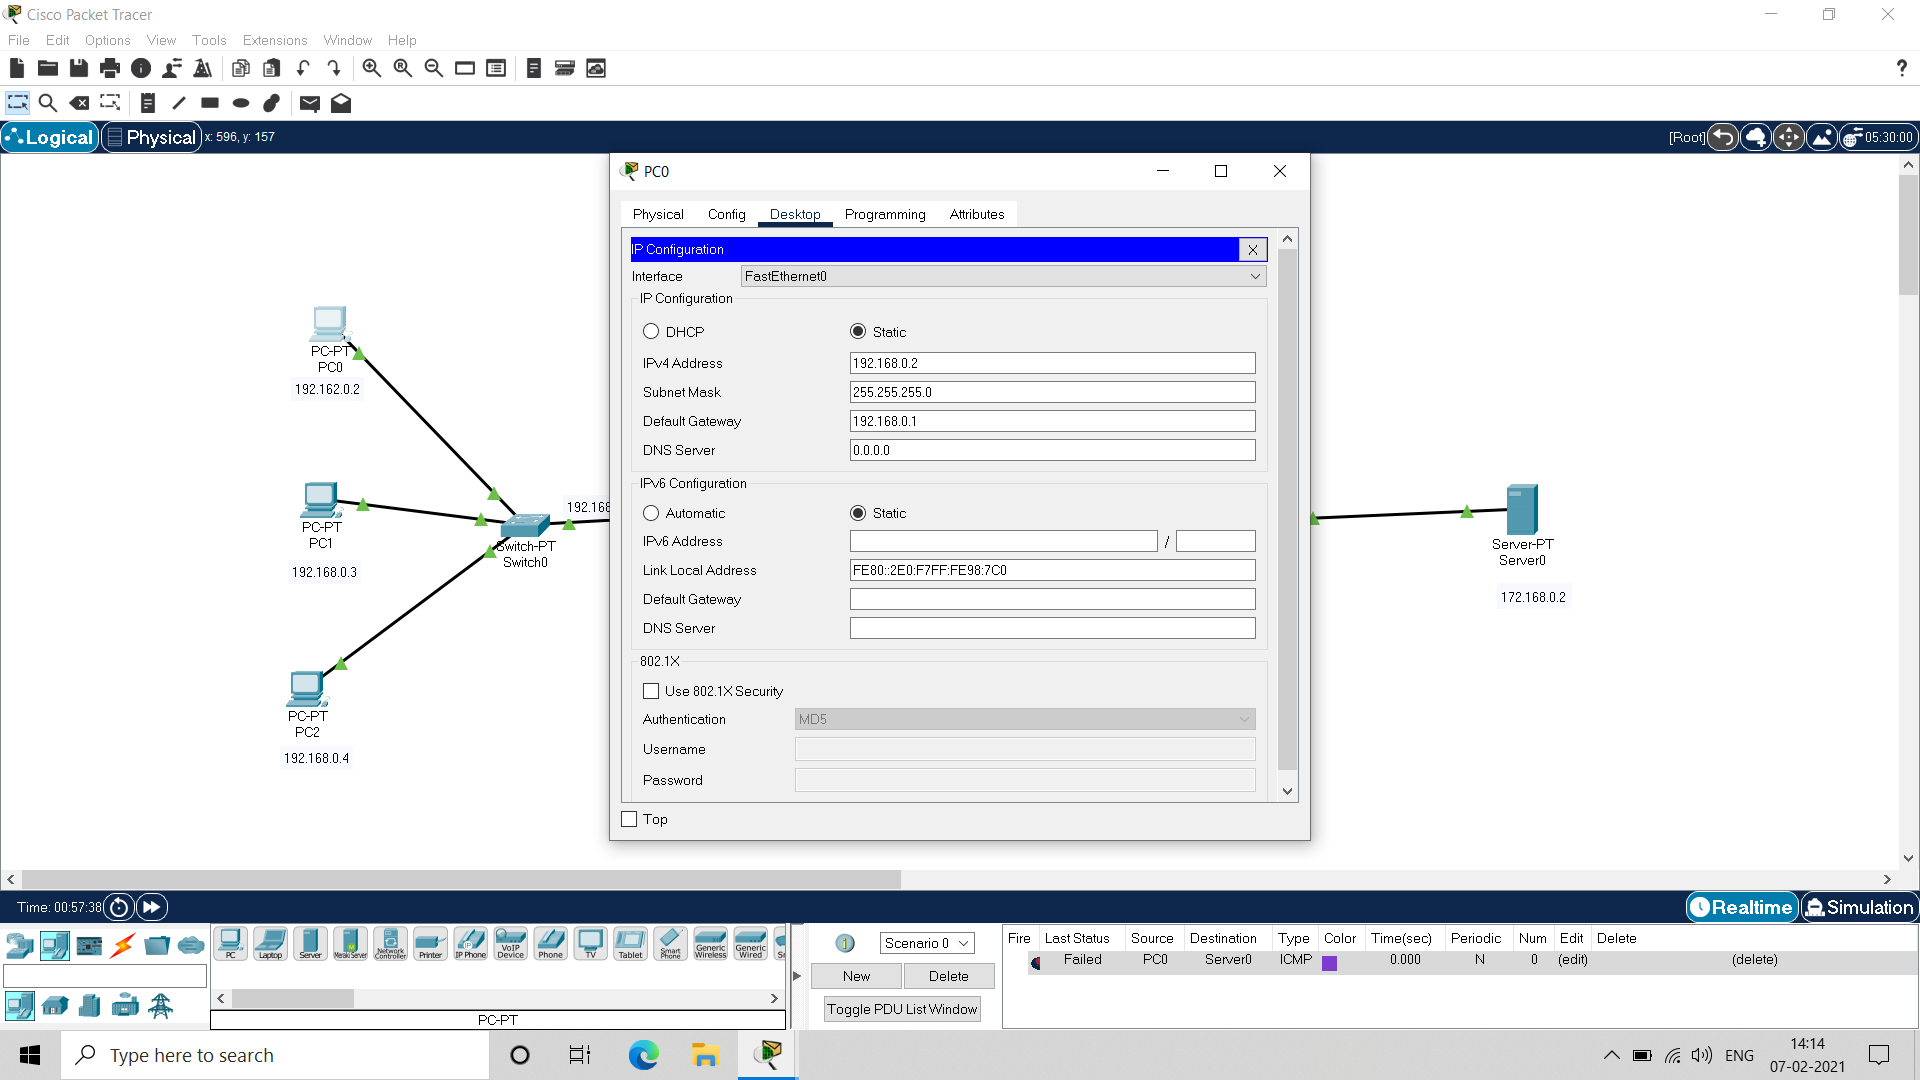 Cisco Packet Tracer
File Edit Options View Tools Extensions Window Help
?
Logical Physical x: 596, y: 157 [Root] 05:30:00
PC0
Physical Config Desktop Programming Attributes
IP Configuration X
Interface FastEthernet0
IP Configuration
DHCP Static
IPv4 Address 192.168.0.2
Subnet Mask 255.255.255.0
Default Gateway 192.168.0.1
DNS Server 0.0.0.0
IPv6 Configuration
Automatic Static
IPv6 Address /
Link Local Address FE80::2E0:F7FF:FE98:7C0
Default Gateway
DNS Server
802.1X
Use 802.1X Security
Authentication MD5
Username
Password
Top
PC-PT
PC0
192.162.0.2
PC-PT
PC1
192.168.0.3
PC-PT
PC2
192.168.0.4
Switch-PT
Switch0
192.168
Server-PT
Server0
172.168.0.2
Time: 00:57:38 Realtime Simulation
PC Laptop Server Meraki Server Network Controller Printer IP Phone VoIP Device Phone TV Tablet Smart Phone Generic Wireless Generic Wired
PC-PT
1 Scenario 0
New Delete
Toggle PDU List Window
Fire Last Status Source Destination Type Color Time(sec) Periodic Num Edit Delete
Failed PC0 Server0 ICMP 0.000 N 0 (edit) (delete)
Type here to search
ENG
14:14
07-02-2021